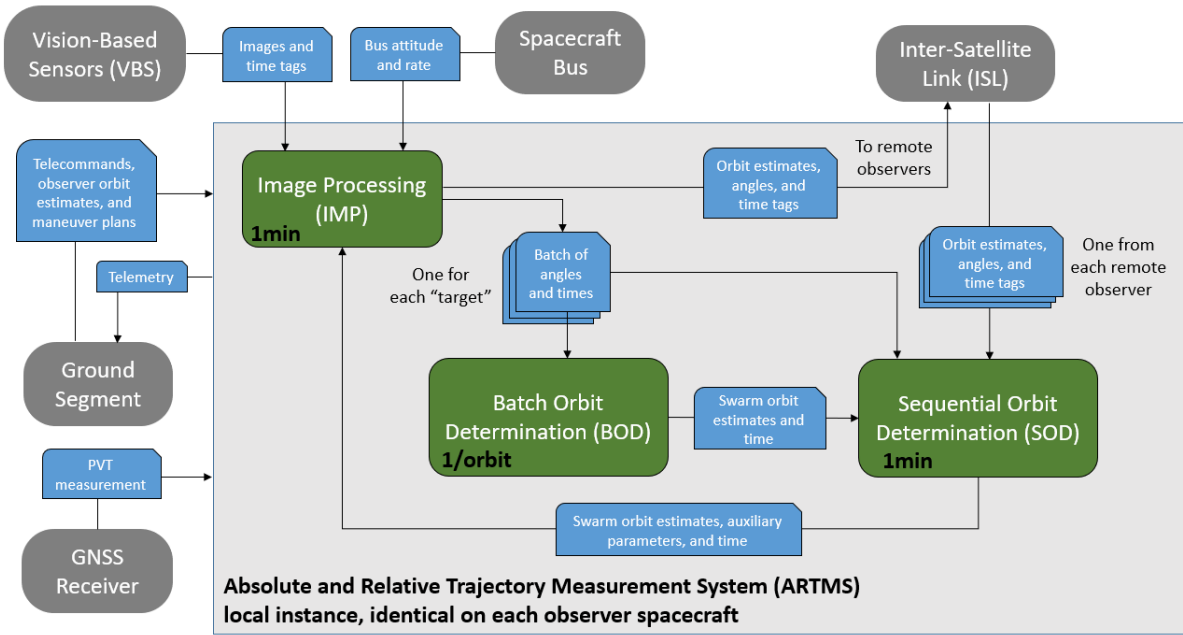 Vision-Based
Sensors (VBS)
Images and
time tags
Bus attitude
and rate
Spacecraft
Bus
Inter-Satellite
Link (ISL)
Telecommands,
observer orbit
estimates, and
maneuver plans
Image Processing
(IMP)
1min
Orbit estimates,
angles, and
time tags
To remote
observers
Telemetry
One for
each “target”
Batch of
angles
and times
Orbit estimates,
angles, and
time tags
One from
each remote
observer
Ground
Segment
Batch Orbit
Determination (BOD)
1/orbit
Swarm orbit
estimates and
time
Sequential Orbit
Determination (SOD)
1min
PVT
measurement
Swarm orbit estimates, auxiliary
parameters, and time
GNSS
Receiver
Absolute and Relative Trajectory Measurement System (ARTMS)
local instance, identical on each observer spacecraft